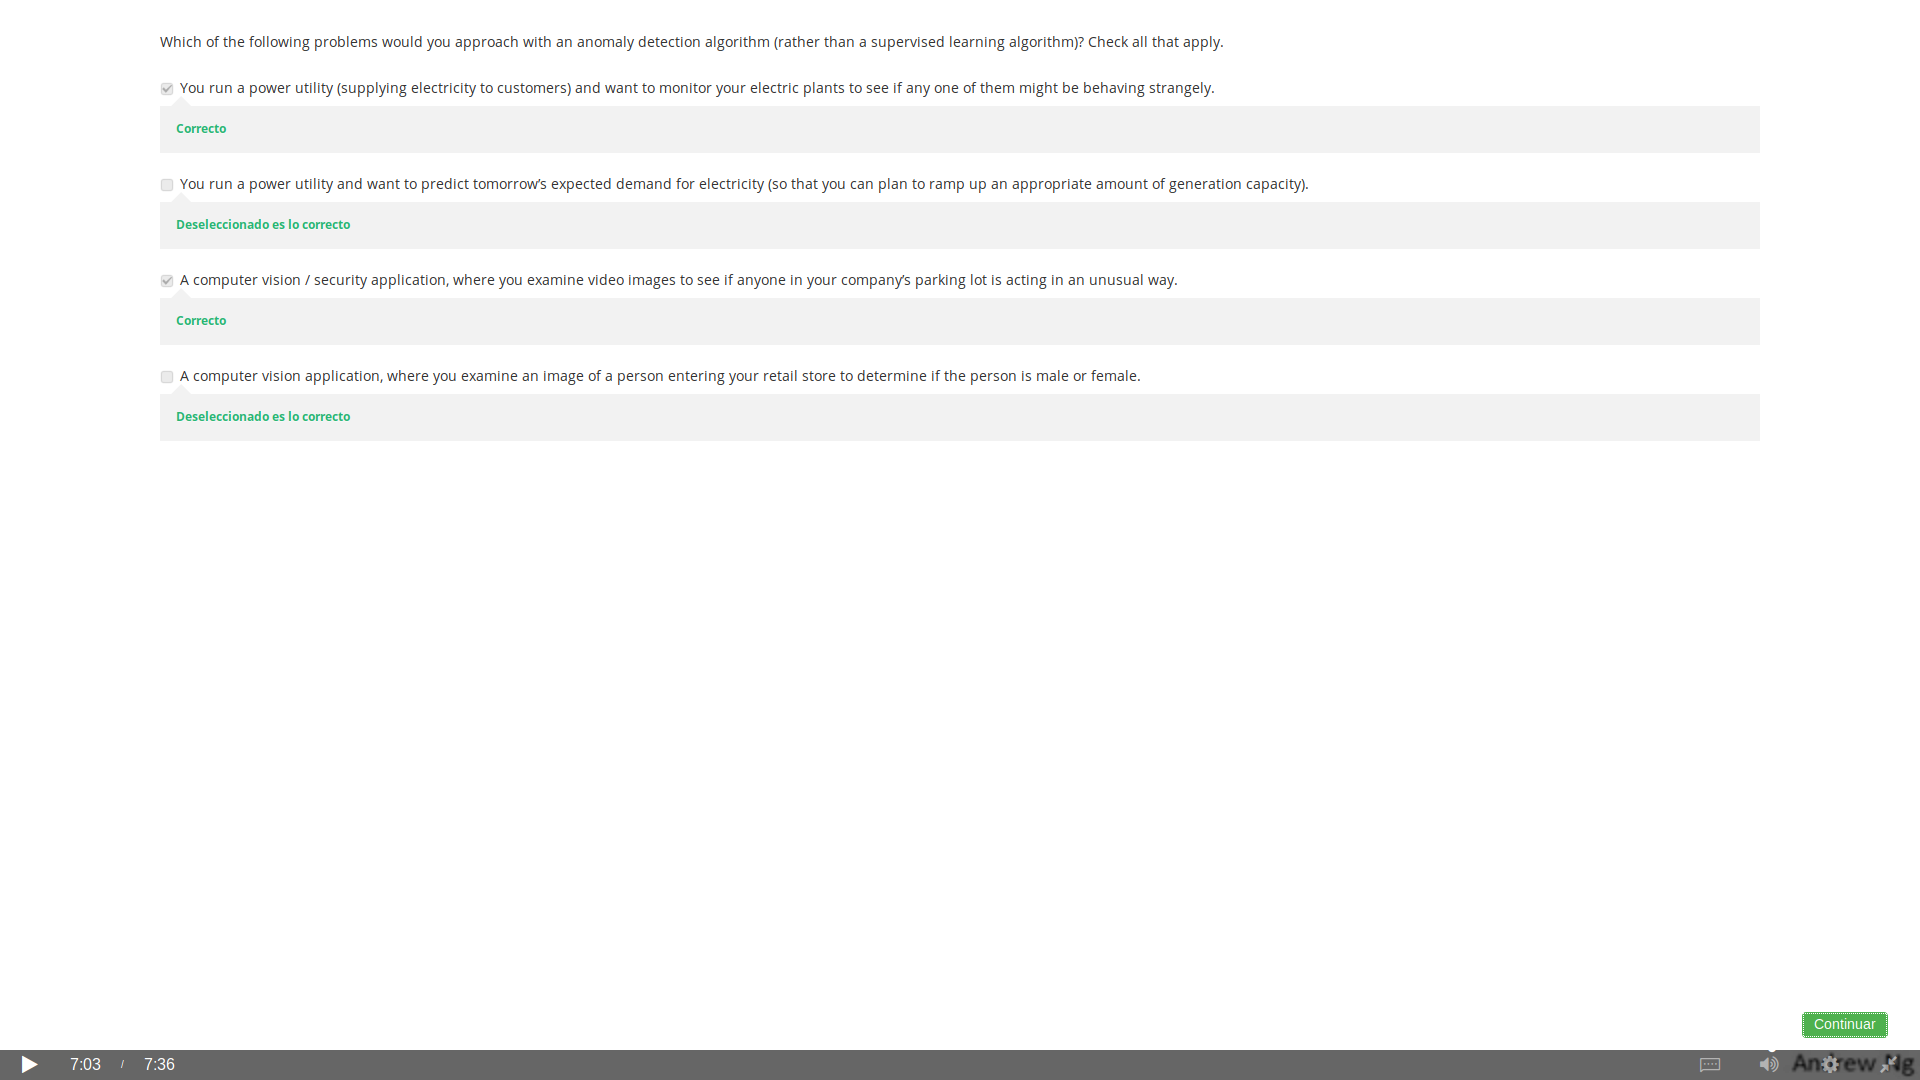 Which of the following problems would you approach with an anomaly detection algorithm (rather than a supervised learning algorithm)? Check all that apply.
You run a power utility (supplying electricity to customers) and want to monitor your electric plants to see if any one of them might be behaving strangely.
Correcto
You run a power utility and want to predict tomorrow’s expected demand for electricity (so that you can plan to ramp up an appropriate amount of generation capacity).
Deseleccionado es lo correcto
A computer vision / security application, where you examine video images to see if anyone in your company’s parking lot is acting in an unusual way.
Correcto
A computer vision application, where you examine an image of a person entering your retail store to determine if the person is male or female.
Deseleccionado es lo correcto
Continuar
7:03 / 7:36
Andrew Ng